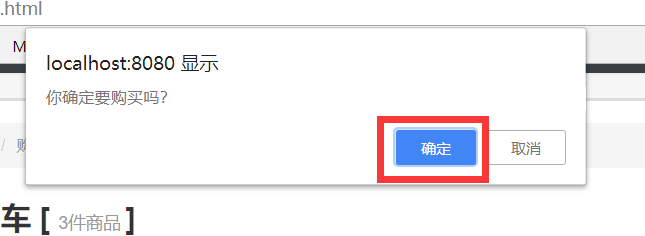 .html
M
localhost:8080 显示
你确定要购买吗?
确定 取消
/ 购
车 [ 3件商品 ]